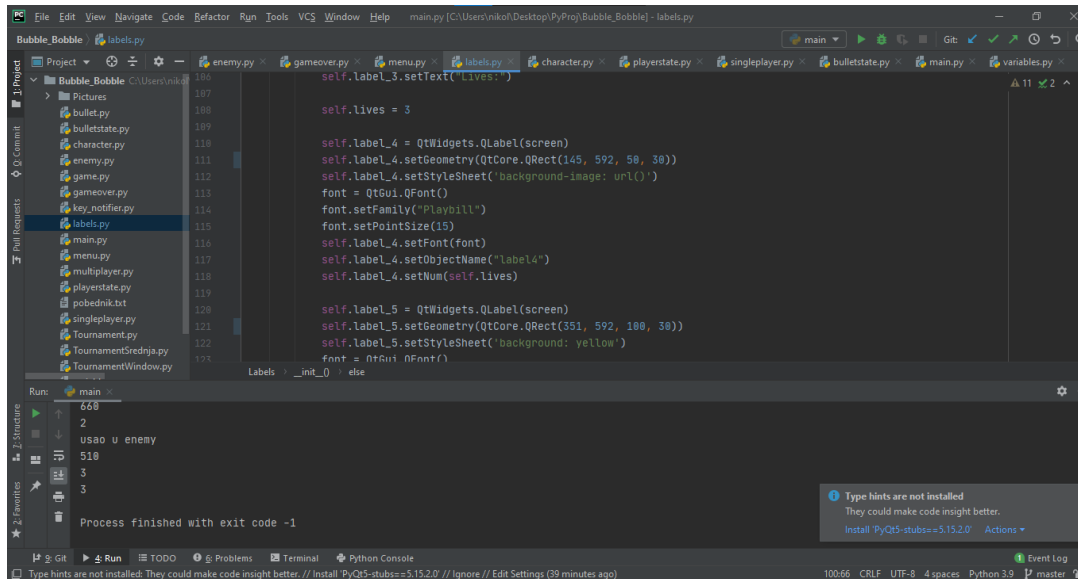 PC File Edit View Navigate Code Refactor Run Tools VCS Window Help main.py [C:\Users\nikol\Desktop\PyProj\Bubble_Bobble] - labels.py
Bubble_Bobble labels.py main Git:
Project enemy.py gameover.py menu.py labels.py character.py playerstate.py singleplayer.py bulletstate.py main.py variables.py
1: Project
0: Commit
Pull Requests
Z: Structure
2: Favorites
Bubble_Bobble C:\Users\nikol
Pictures
bullet.py
bulletstate.py
character.py
enemy.py
game.py
gameover.py
key_notifier.py
labels.py
main.py
menu.py
multiplayer.py
playerstate.py
pobednik.txt
singleplayer.py
Tournament.py
TournamentSrednja.py
TournamentWindow.py
11 2
106 self.label_3.setText("Lives:")
107
108 self.lives = 3
109
110 self.label_4 = QtWidgets.QLabel(screen)
111 self.label_4.setGeometry(QtCore.QRect(145, 592, 50, 30))
112 self.label_4.setStyleSheet('background-image: url()')
113 font = QtGui.QFont()
114 font.setFamily("Playbill")
115 font.setPointSize(15)
116 self.label_4.setFont(font)
117 self.label_4.setObjectName("label4")
118 self.label_4.setNum(self.lives)
119
120 self.label_5 = QtWidgets.QLabel(screen)
121 self.label_5.setGeometry(QtCore.QRect(351, 592, 100, 30))
122 self.label_5.setStyleSheet('background: yellow')
123 font = QtGui.QFont()
Labels __init__() else
Run: main
660
2
usao u enemy
510
3
3
Process finished with exit code -1
Type hints are not installed
They could make code insight better.
Install 'PyQt5-stubs==5.15.2.0' Actions
9: Git 4: Run TODO 6: Problems Terminal Python Console 1 Event Log
Type hints are not installed: They could make code insight better. // Install 'PyQt5-stubs==5.15.2.0' // Ignore // Edit Settings (39 minutes ago) 100:66 CRLF UTF-8 4 spaces Python 3.9 master